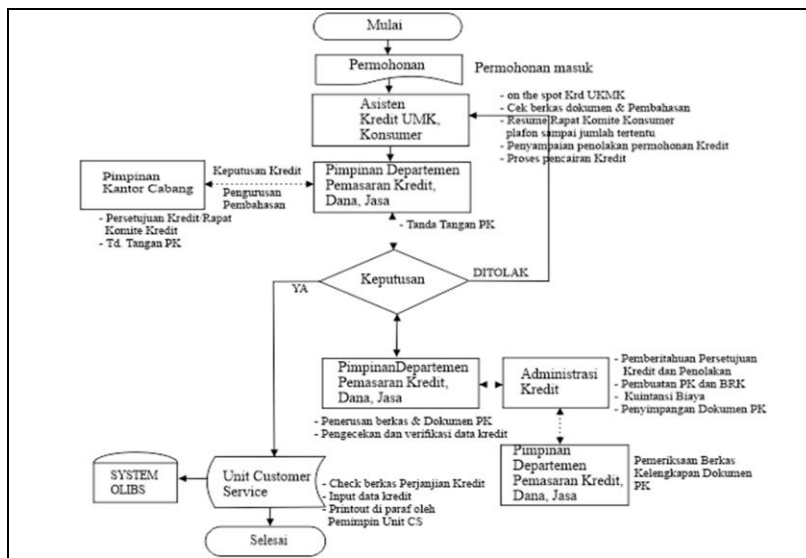 Mulai
Permohonan
Permohonan masuk
Asisten
Kredit UMK,
Konsumer
- on the spot Krd UKMK
- Cek berkas dokumen & Pembahasan
- Resume/Rapat Komite Konsumer
plafon sampai jumlah tertentu
- Penyampaian penolakan permohonan Kredit
- Proses pencairan Kredit
Pimpinan
Kantor Cabang
Keputusan Kredit
Pengurusan
Pembahasan
Pimpinan Departemen
Pemasaran Kredit,
Dana, Jasa
- Persetujuan Kredit/Rapat
Komite Kredit
- Td. Tangan PK
- Tanda Tangan PK
Keputusan
YA
DITOLAK
PimpinanDepartemen
Pemasaran Kredit,
Dana, Jasa
Administrasi
Kredit
- Pemberitahuan Persetujuan
Kredit dan Penolakan
- Pembuatan PK dan BRK
- Kuintansi Biaya
- Penyimpangan Dokumen PK
- Penerusan berkas & Dokumen PK
- Pengecekan dan verifikasi data kredit
Pimpinan
Departemen
Pemasaran Kredit,
Dana, Jasa
Pemeriksaan Berkas
Kelengkapan Dokumen
PK
SYSTEM
OLIBS
Unit Customer
Service
- Check berkas Perjanjian Kredit
- Input data kredit
- Printout di paraf oleh
Pemimpin Unit CS
Selesai